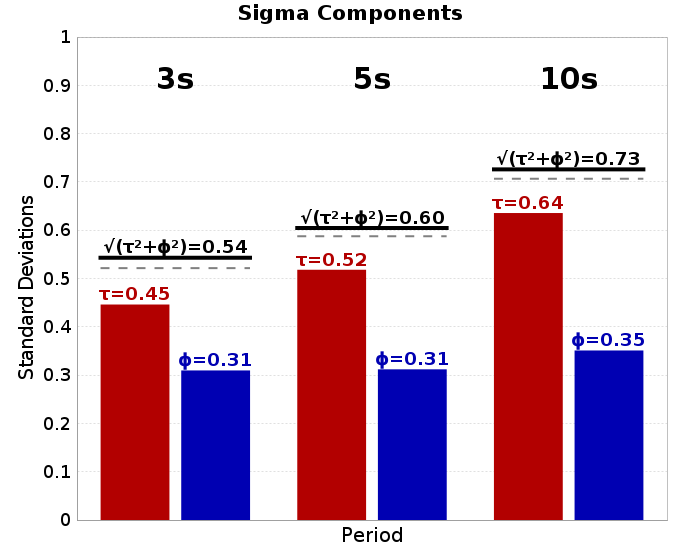 Sigma Components
Standard Deviations
1
0.9
0.8
0.7
0.6
0.5
0.4
0.3
0.2
0.1
0
3s
5s
10s
√(τ²+ϕ²)=0.54
τ=0.45
ϕ=0.31
√(τ²+ϕ²)=0.60
τ=0.52
ϕ=0.31
√(τ²+ϕ²)=0.73
τ=0.64
ϕ=0.35
Period